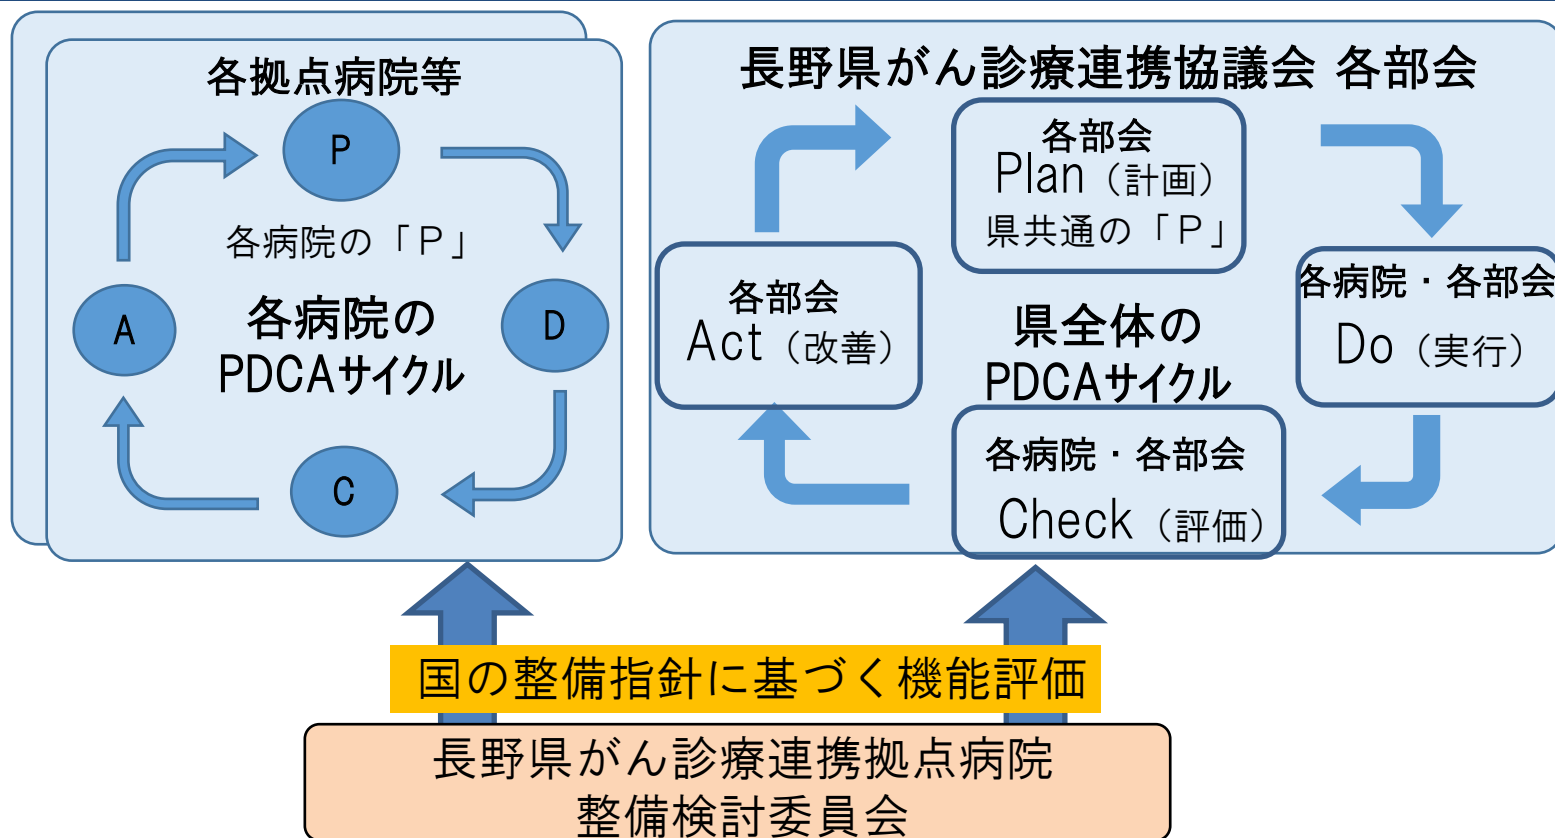 各拠点病院等
P
各病院の「P」
A
各病院の
PDCAサイクル
D
C
長野県がん診療連携協議会 各部会
各部会
Plan（計画）
県共通の「P」
各部会
Act（改善）
県全体の
PDCAサイクル
各病院・各部会
Do（実行）
各病院・各部会
Check（評価）
国の整備指針に基づく機能評価
長野県がん診療連携拠点病院
整備検討委員会